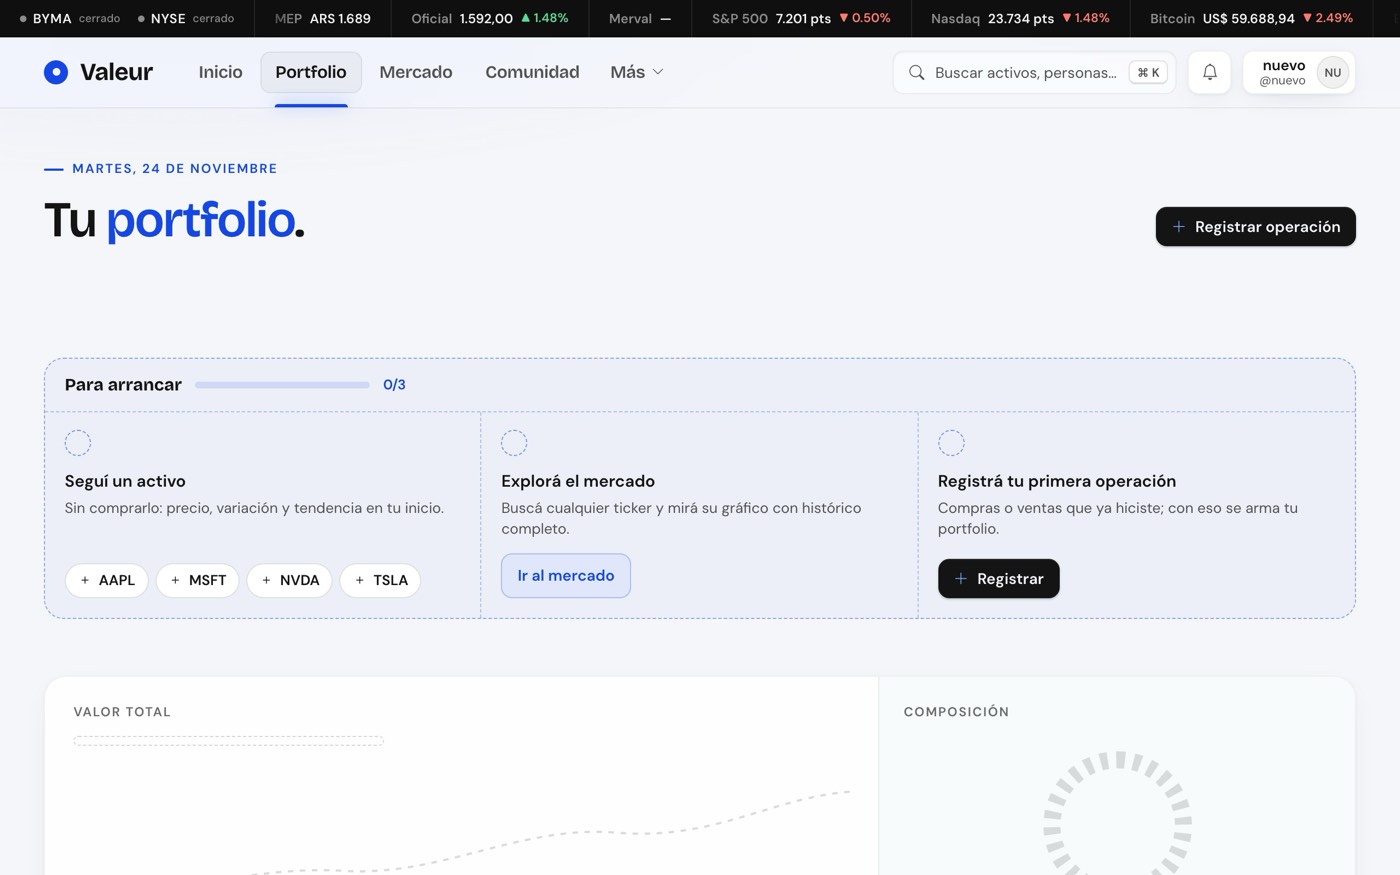 BYMA cerrado NYSE cerrado MEP ARS 1.689 Oficial 1.592,00 ▲ 1.48% Merval — S&P 500 7.201 pts ▼ 0.50% Nasdaq 23.734 pts ▼ 1.48% Bitcoin US$ 59.688,94 ▼ 2.49%
Valeur Inicio Portfolio Mercado Comunidad Más Buscar activos, personas... ⌘ K nuevo @nuevo NU
MARTES, 24 DE NOVIEMBRE
Tu portfolio.
+ Registrar operación
Para arrancar 0/3
Seguí un activo
Sin comprarlo: precio, variación y tendencia en tu inicio.
+ AAPL + MSFT + NVDA + TSLA
Explorá el mercado
Buscá cualquier ticker y mirá su gráfico con histórico
completo.
Ir al mercado
Registrá tu primera operación
Compras o ventas que ya hiciste; con eso se arma tu
portfolio.
+ Registrar
VALOR TOTAL
COMPOSICIÓN